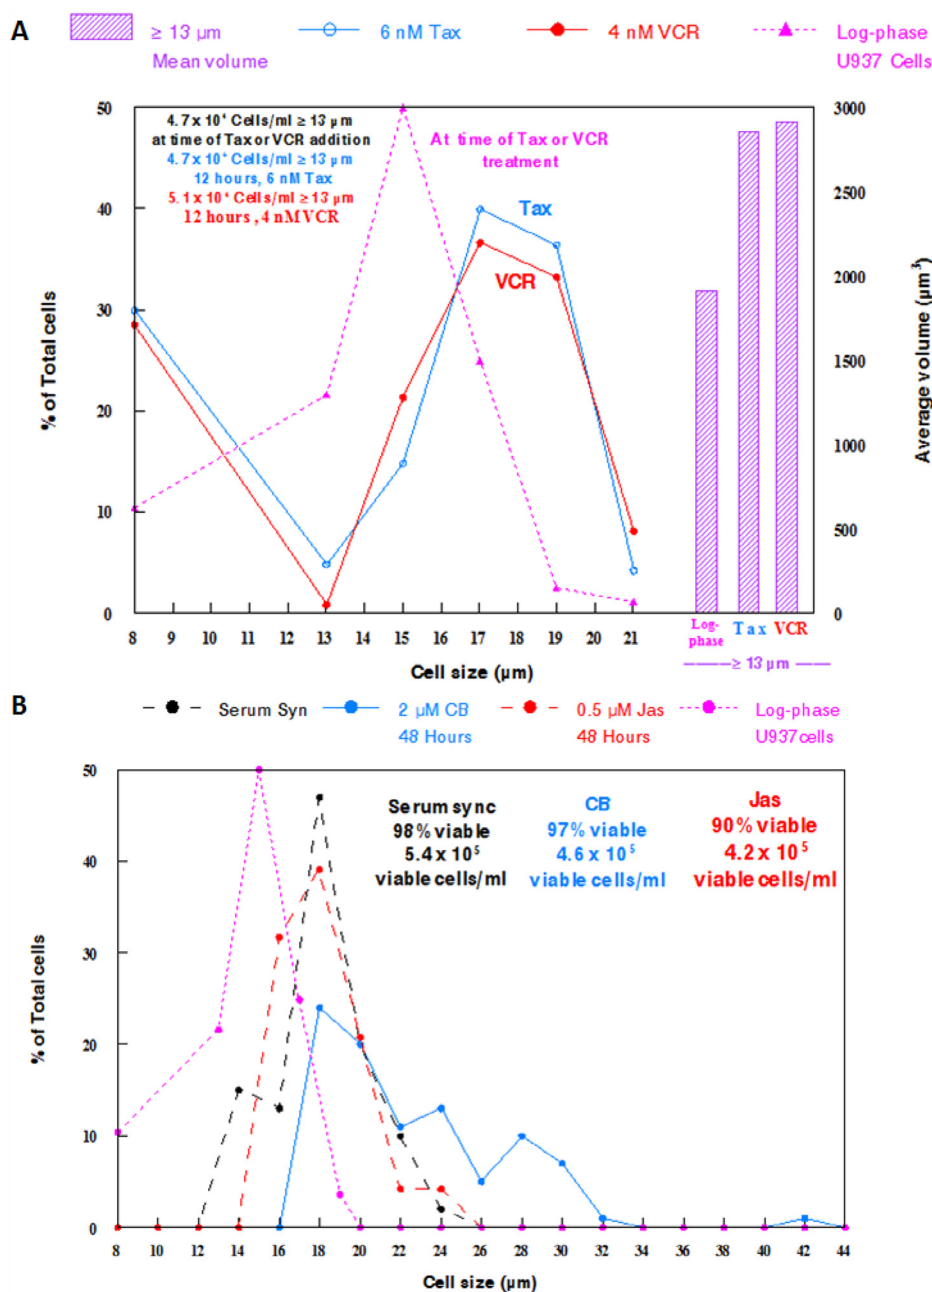 A
≥ 13 µm
Mean volume
6 nM Tax
4 nM VCR
Log-phase
U937 Cells
4.7 x 10⁴ Cells/ml ≥ 13 µm
at time of Tax or VCR addition
4.7 x 10⁴ Cells/ml ≥ 13 µm
12 hours, 6 nM Tax
5.1 x 10⁴ Cells/ml ≥ 13 µm
12 hours , 4 nM VCR
At time of Tax or VCR
treatment
Tax
VCR
% of Total cells
50
40
30
20
10
0
Average volume (µm³)
3000
2500
2000
1500
1000
500
0
8 9 10 11 12 13 14 15 16 17 18 19 20 21
Cell size (µm)
Log-
phase
Tax
VCR
≥ 13 µm
B
Serum Syn
2 µM CB
48 Hours
0.5 µM Jas
48 Hours
Log-phase
U937cells
Serum sync
98% viable
5.4 x 10⁵
viable cells/ml
CB
97% viable
4.6 x 10⁵
viable cells/ml
Jas
90% viable
4.2 x 10⁵
viable cells/ml
% of Total cells
50
40
30
20
10
0
8 10 12 14 16 18 20 22 24 26 28 30 32 34 36 38 40 42 44
Cell size (µm)